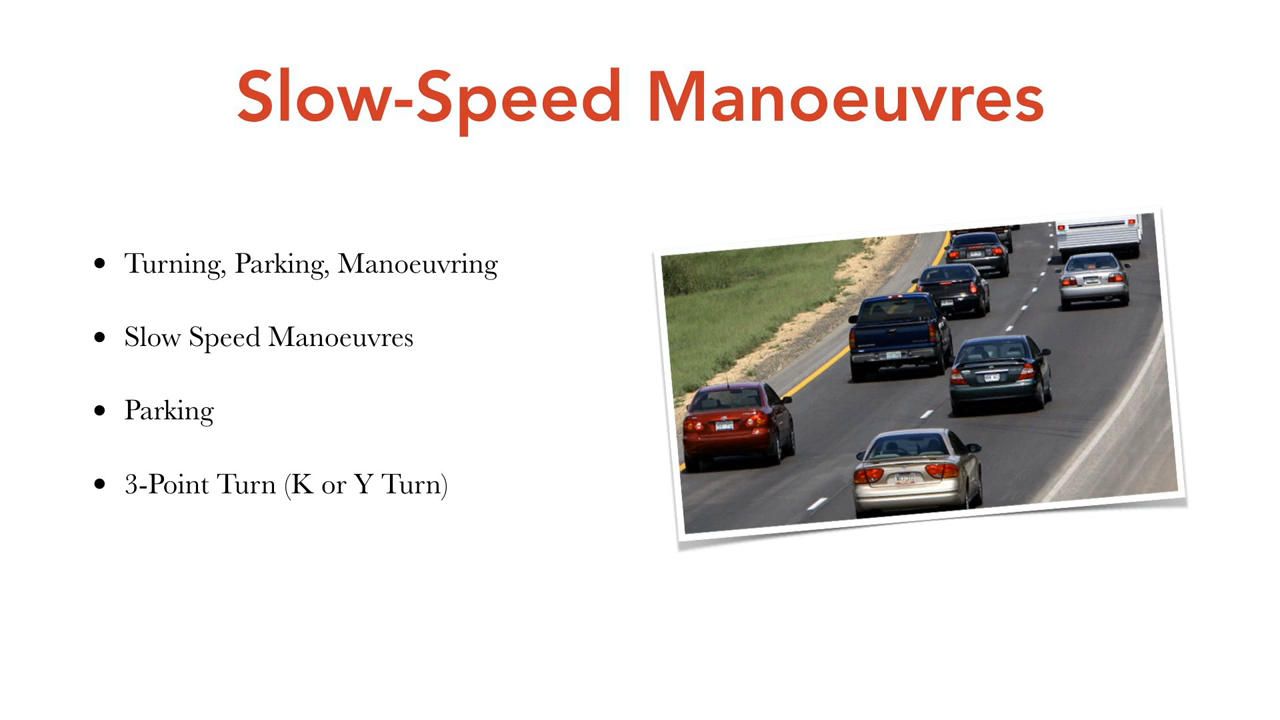 Slow-Speed Manoeuvres
• Turning, Parking, Manoeuvring
• Slow Speed Manoeuvres
• Parking
• 3-Point Turn (K or Y Turn)